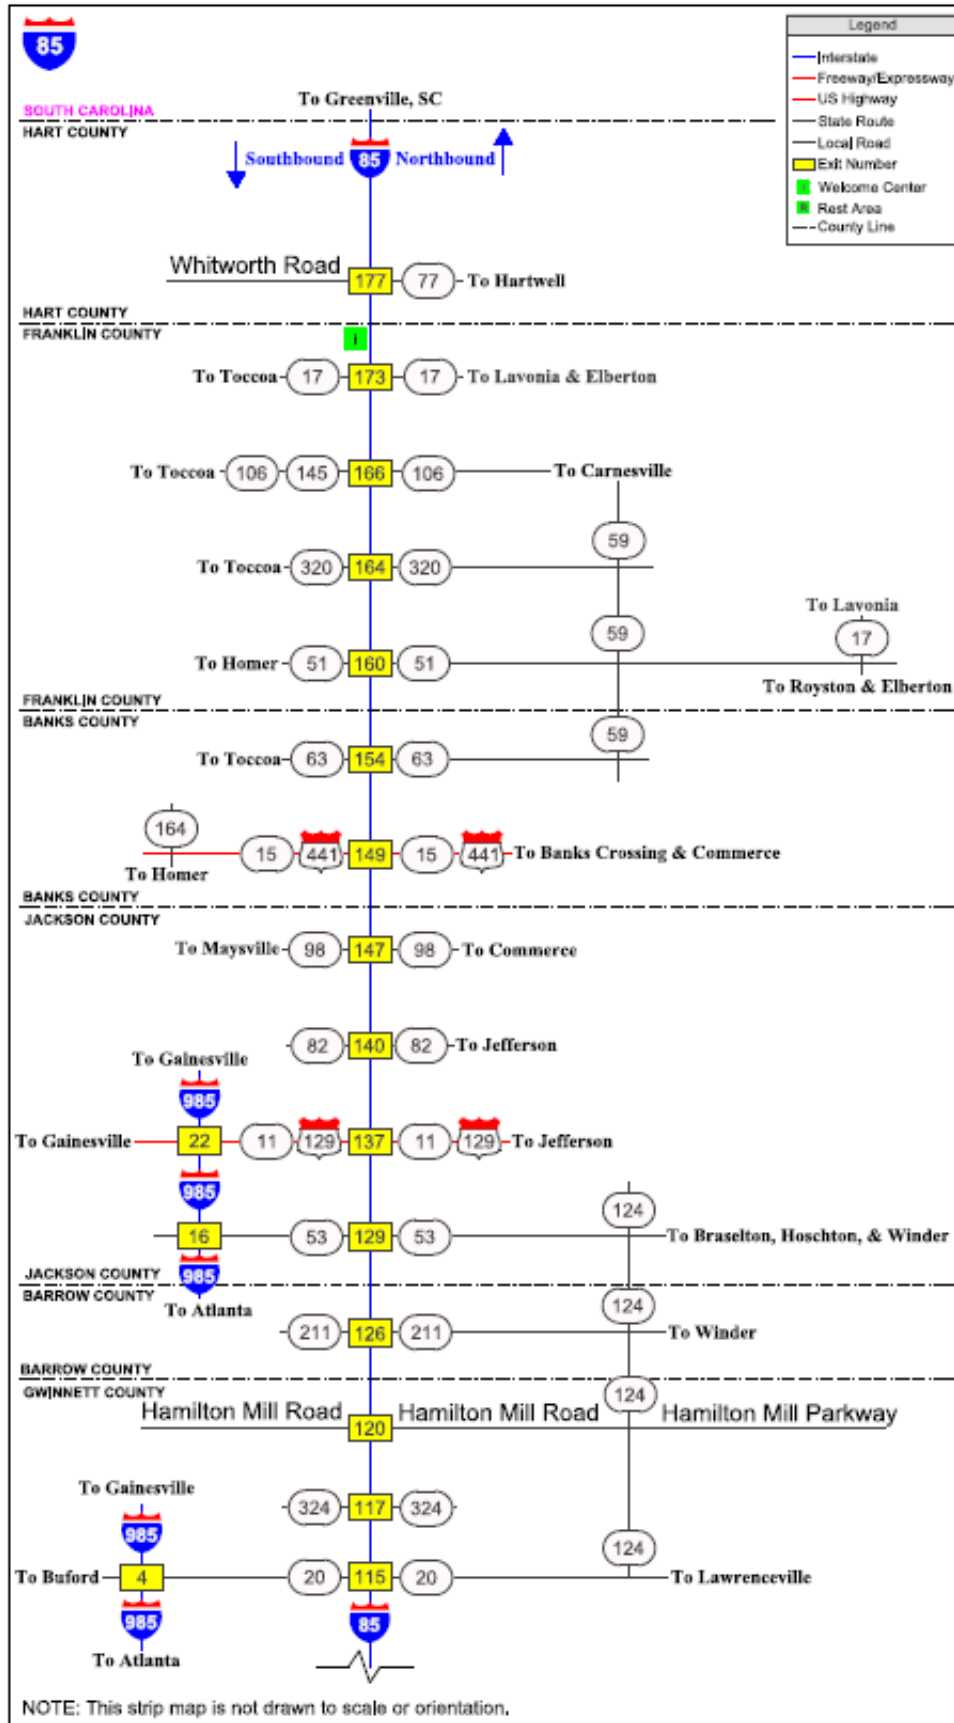 85
Legend
Interstate
Freeway/Expressway
US Highway
State Route
Local Road
Exit Number
i Welcome Center
R Rest Area
County Line
To Greenville, SC
SOUTH CAROLINA
HART COUNTY
Southbound 85 Northbound
Whitworth Road 177 77 To Hartwell
HART COUNTY
FRANKLIN COUNTY
i
To Toccoa 17 173 17 To Lavonia & Elberton
To Toccoa 106 145 166 106 To Carnesville
59
To Toccoa 320 164 320
To Lavonia
59 17
To Homer 51 160 51
To Royston & Elberton
FRANKLIN COUNTY
BANKS COUNTY
59
To Toccoa 63 154 63
164
15 441 149 15 441 To Banks Crossing & Commerce
To Homer
BANKS COUNTY
JACKSON COUNTY
To Maysville 98 147 98 To Commerce
82 140 82 To Jefferson
To Gainesville
985
To Gainesville 22 11 129 137 11 129 To Jefferson
985
124
16 53 129 53 To Braselton, Hoschton, & Winder
JACKSON COUNTY 985
BARROW COUNTY
To Atlanta 124
211 126 211 To Winder
BARROW COUNTY
GWINNETT COUNTY 124
Hamilton Mill Road 120 Hamilton Mill Road Hamilton Mill Parkway
To Gainesville
324 117 324
985
124
To Buford 4 20 115 20 To Lawrenceville
985 85
To Atlanta
NOTE: This strip map is not drawn to scale or orientation.